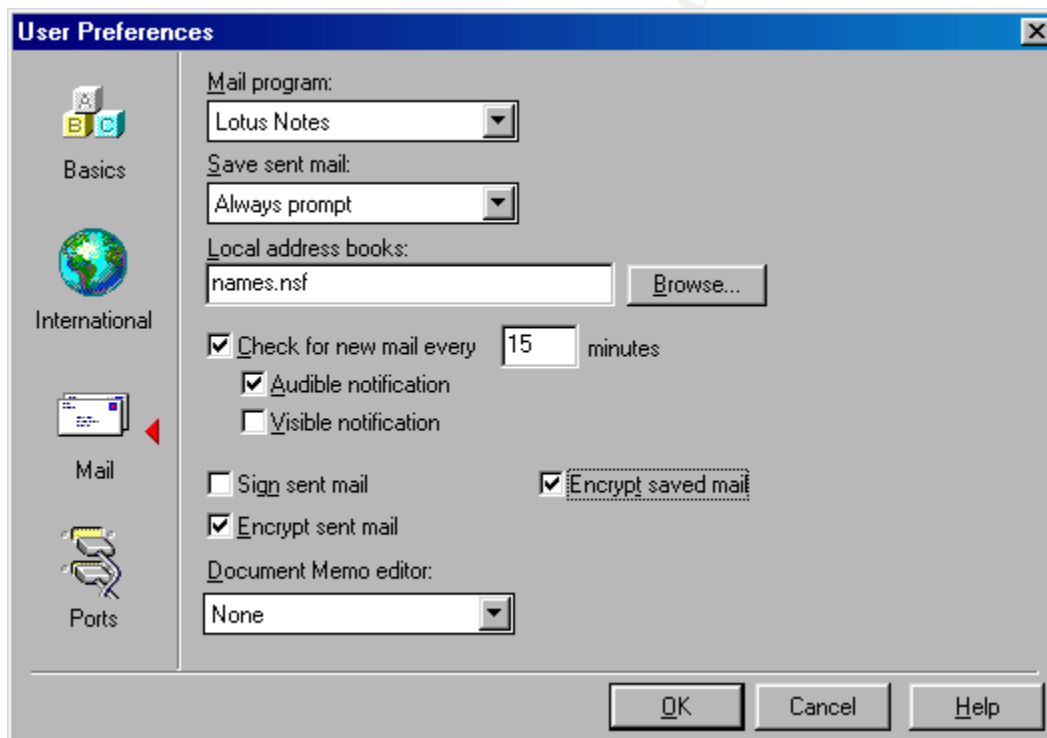 User Preferences
A
B C
Basics
International
Mail
Ports
Mail program:
Lotus Notes
Save sent mail:
Always prompt
Local address books:
names.nsf
Browse...
Check for new mail every 15 minutes
Audible notification
Visible notification
Sign sent mail
Encrypt saved mail
Encrypt sent mail
Document Memo editor:
None
OK
Cancel
Help